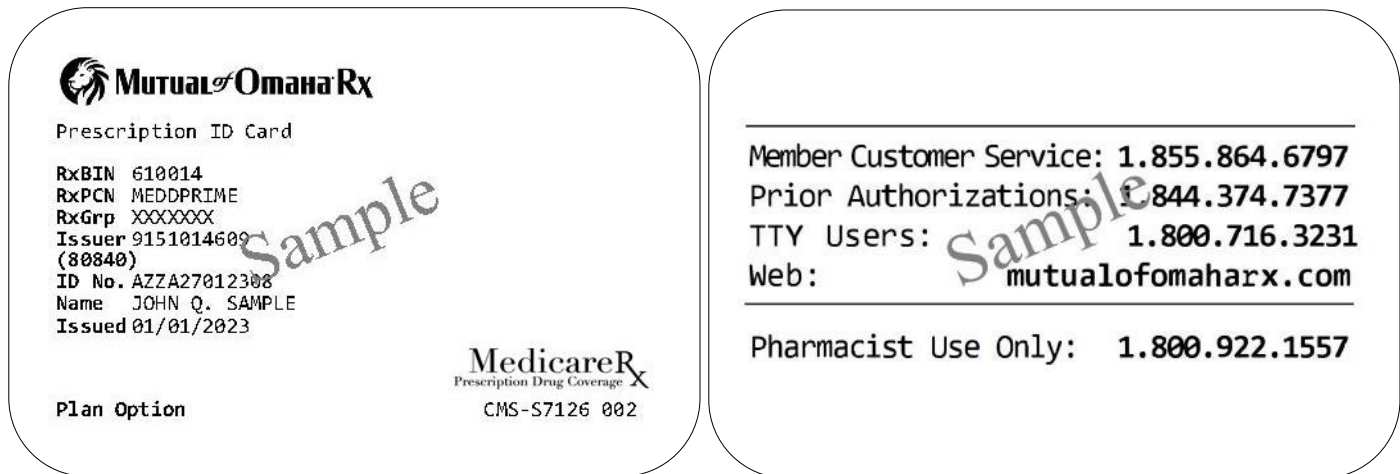 Mutual of Omaha Rx
Prescription ID Card
RxBIN 610014
RxPCN MEDDPRIME
RxGrp XXXXXXX
Issuer 9151014609
(80840)
ID No. AZZA27012308
Name JOHN Q. SAMPLE
Issued 01/01/2023
Sample
MedicareRx
Prescription Drug Coverage
Plan Option CMS-S7126 002
Member Customer Service: 1.855.864.6797
Prior Authorizations: 1.844.374.7377
TTY Users: 1.800.716.3231
Web: mutualofomaharx.com
Sample
Pharmacist Use Only: 1.800.922.1557